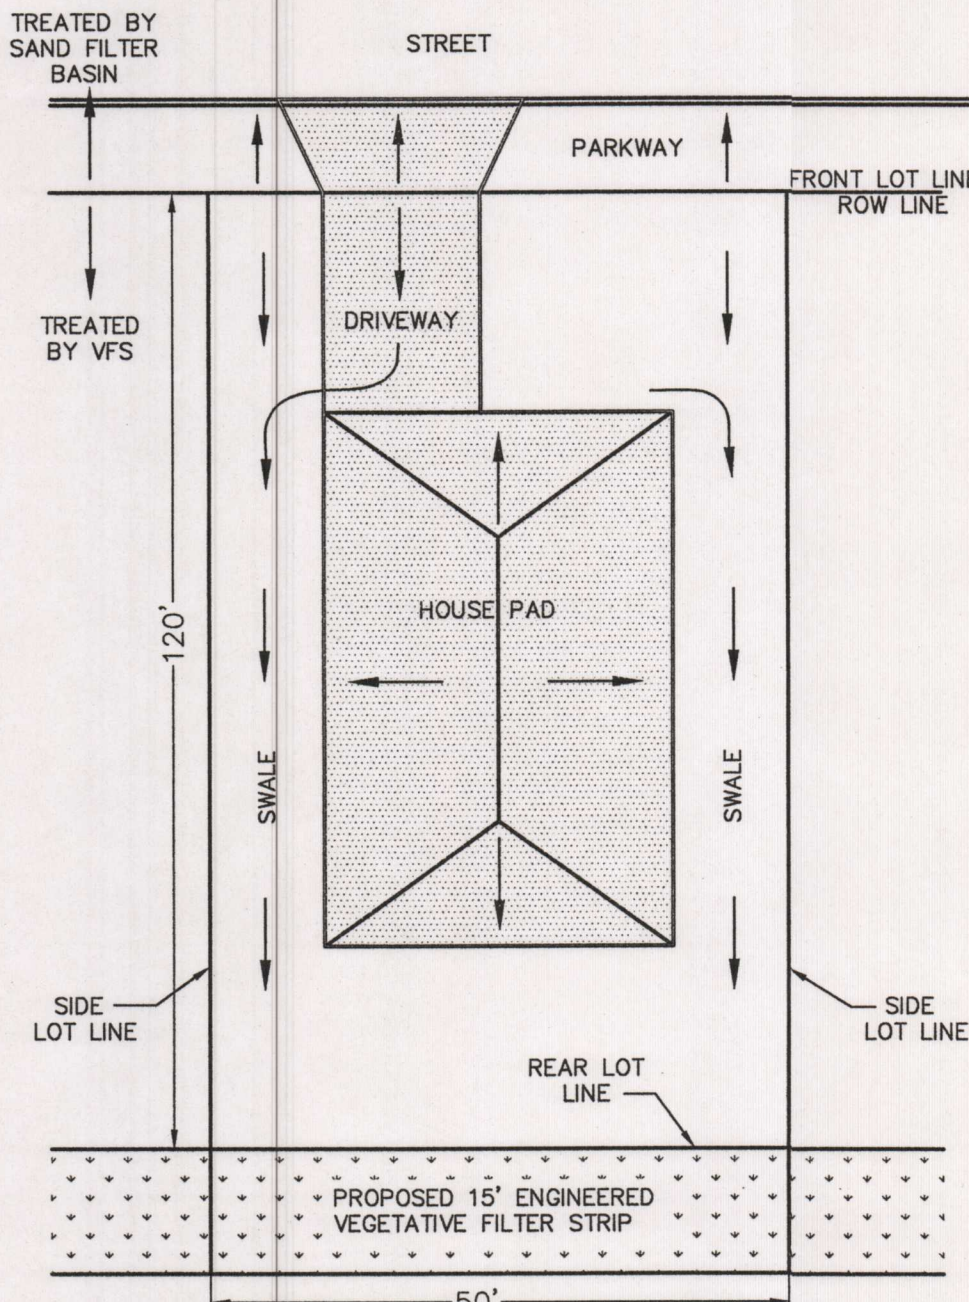 TREATED BY
SAND FILTER
BASIN
STREET
PARKWAY
FRONT LOT LINE
ROW LINE
TREATED
BY VFS
DRIVEWAY
120'
HOUSE PAD
SWALE
SWALE
SIDE
LOT LINE
SIDE
LOT LINE
REAR LOT
LINE
PROPOSED 15' ENGINEERED
VEGETATIVE FILTER STRIP
50'